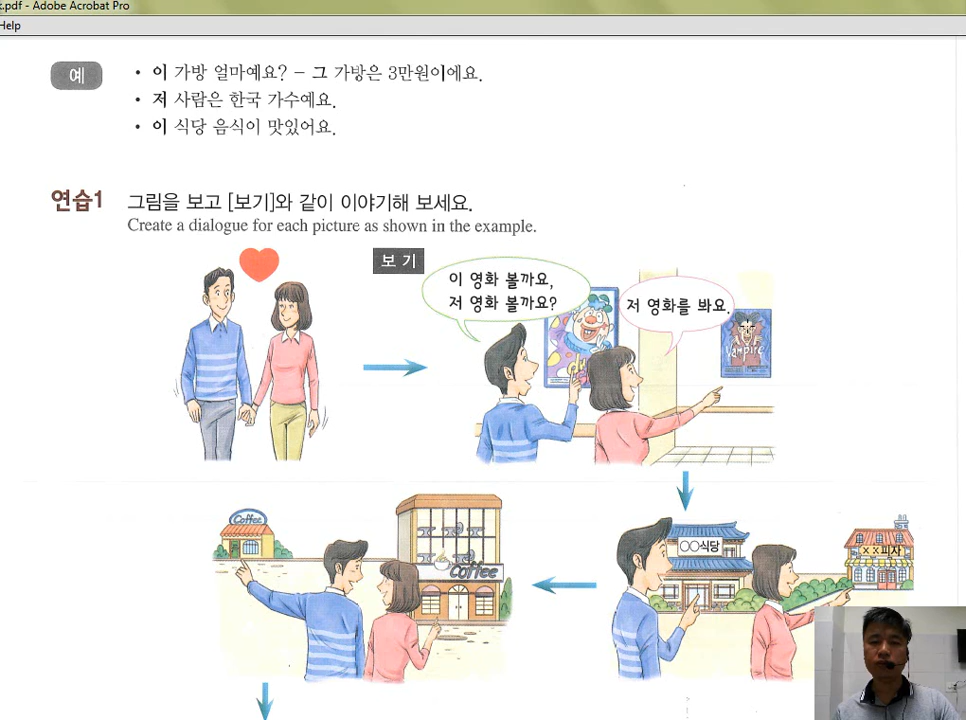 .pdf - Adobe Acrobat Pro
Help
예
• 이 가방 얼마예요? – 그 가방은 3만원이에요.
• 저 사람은 한국 가수예요.
• 이 식당 음식이 맛있어요.
연습1 그림을 보고 [보기]와 같이 이야기해 보세요.
Create a dialogue for each picture as shown in the example.
보기
이 영화 볼까요,
저 영화 볼까요?
저 영화를 봐요.
Vampire
Coffee
Coffee
○○식당
××피자